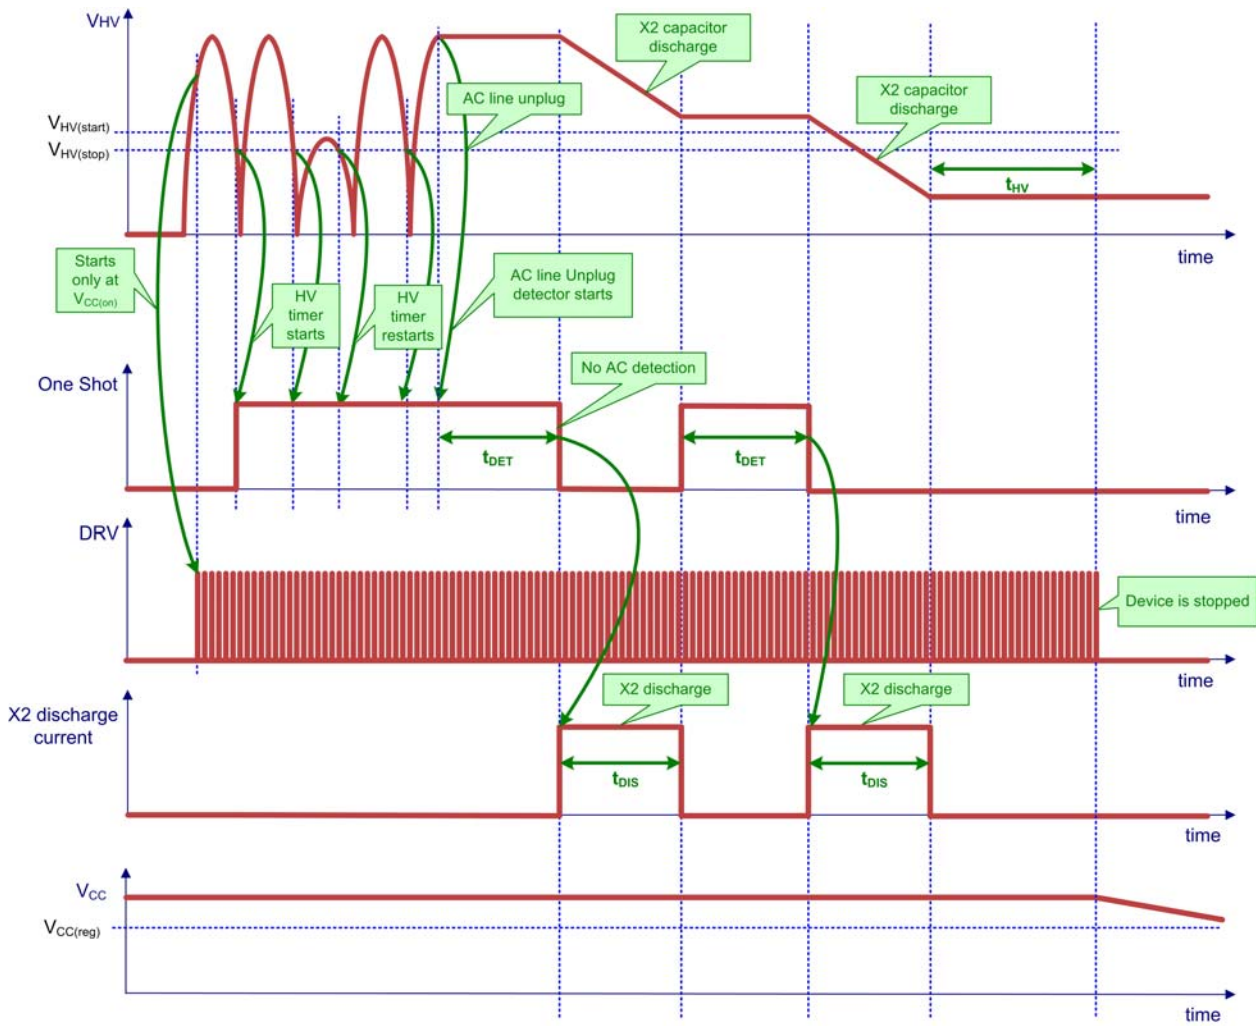 VHV
X2 capacitor
discharge
X2 capacitor
discharge
AC line unplug
VHV(start)
VHV(stop)
tHV
time
Starts
only at
VCC(on)
HV
timer
starts
HV
timer
restarts
AC line Unplug
detector starts
One Shot
No AC detection
tDET
tDET
time
DRV
Device is stopped
time
X2 discharge
current
X2 discharge
X2 discharge
tDIS
tDIS
time
VCC
VCC(reg)
time